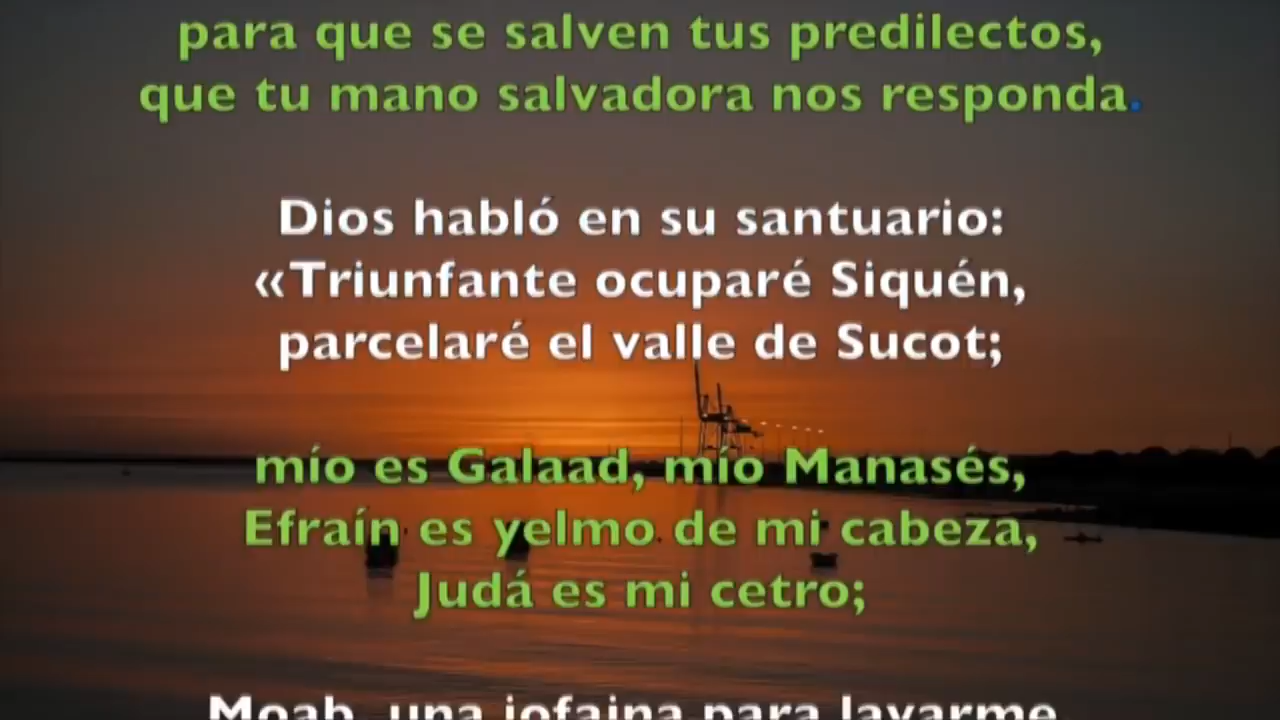 para que se salven tus predilectos,
que tu mano salvadora nos responda.
Dios habló en su santuario:
«Triunfante ocuparé Siquén,
parcelaré el valle de Sucot;
mío es Galaad, mío Manasés,
Efraín es yelmo de mi cabeza,
Judá es mi cetro;
Moab, una jofaina para lavarme